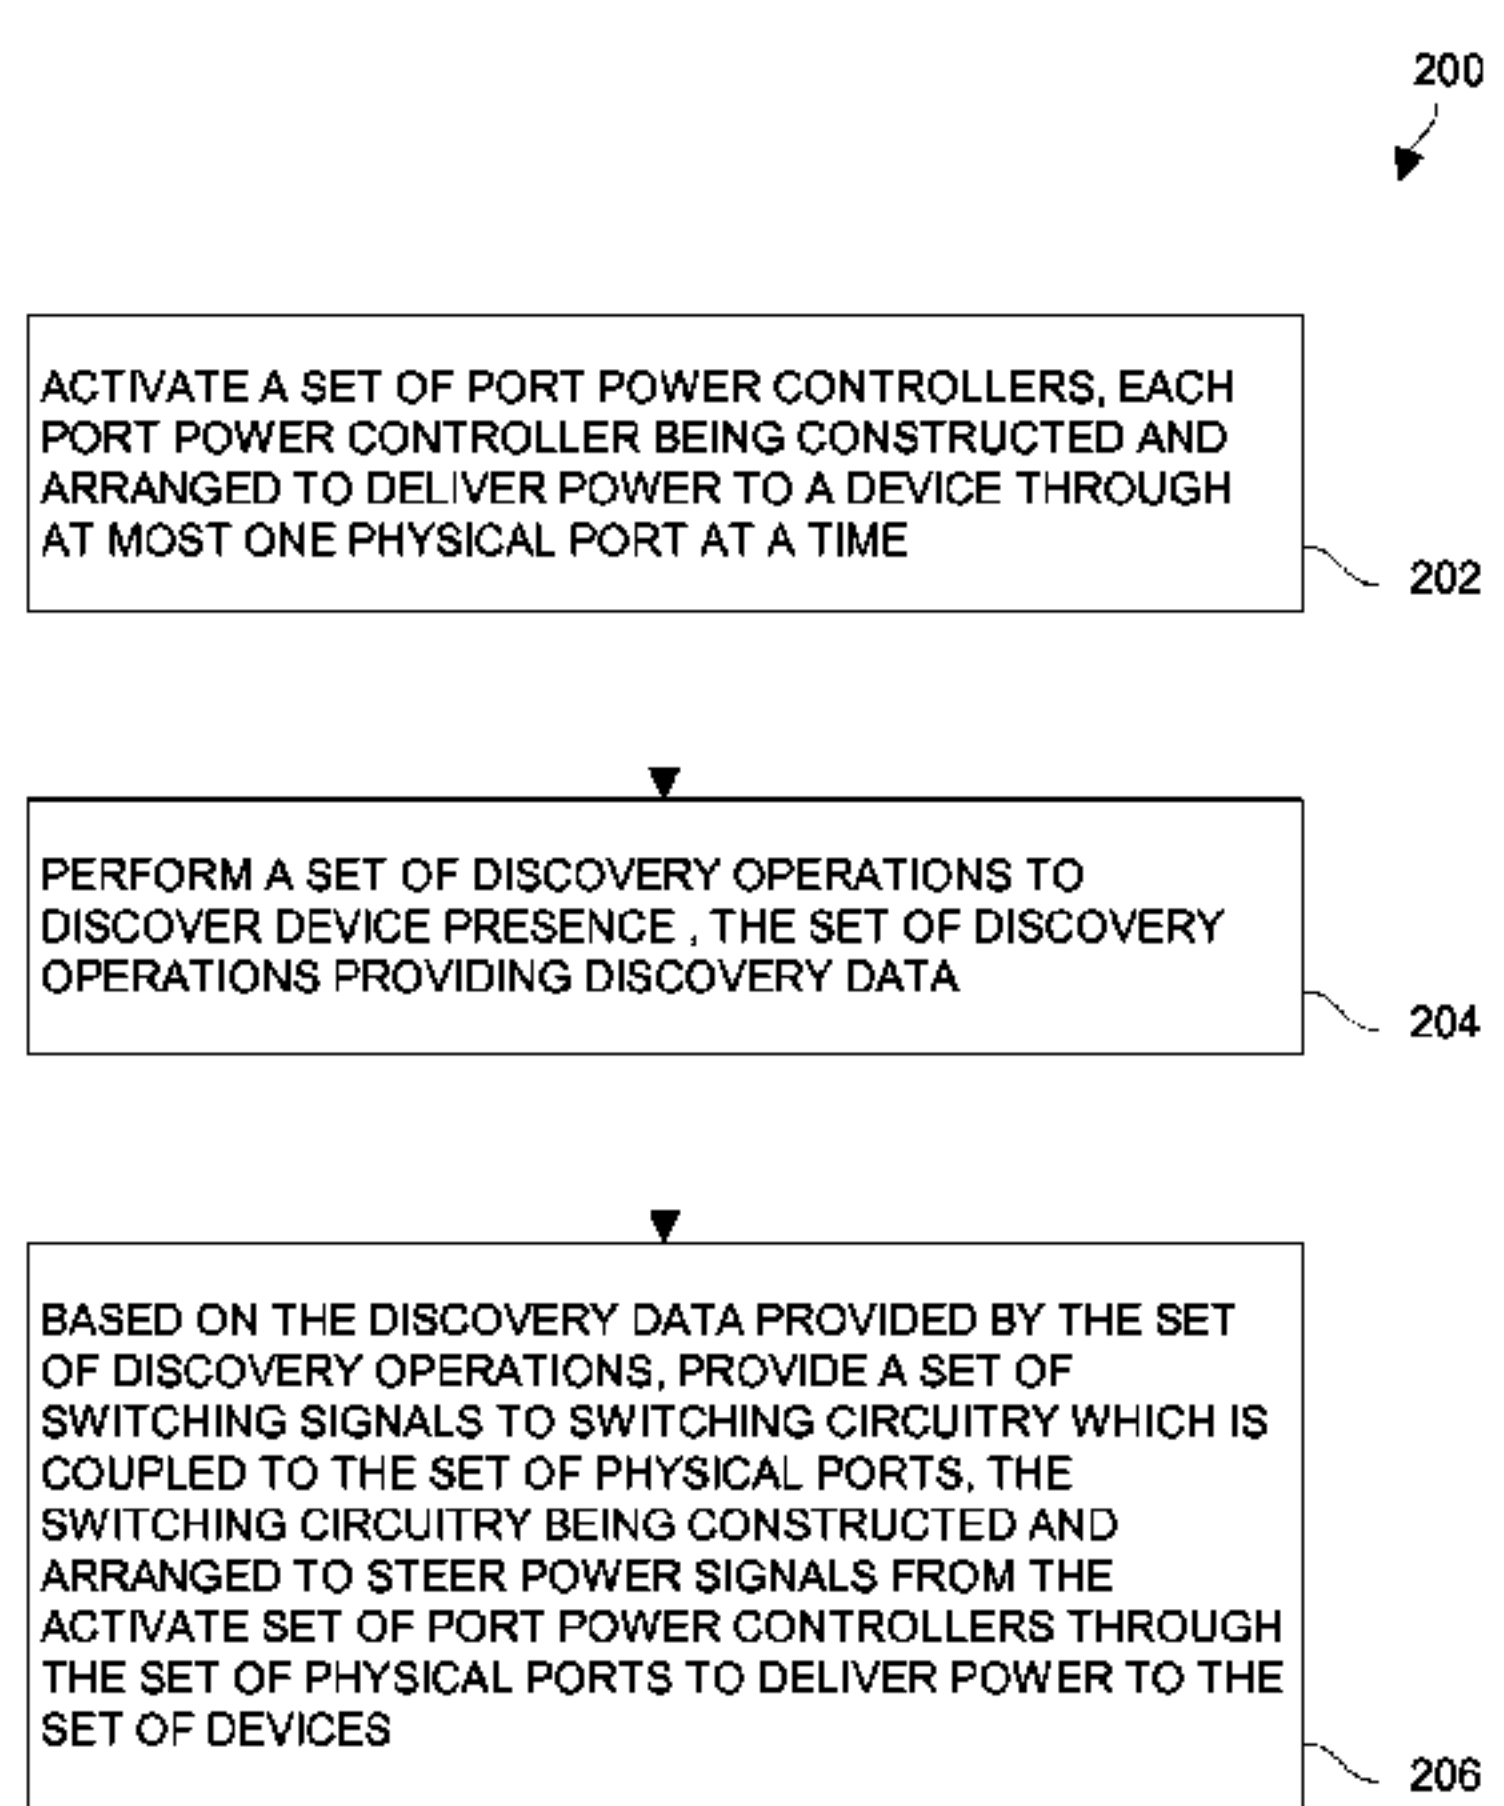 200
ACTIVATE A SET OF PORT POWER CONTROLLERS, EACH
PORT POWER CONTROLLER BEING CONSTRUCTED AND
ARRANGED TO DELIVER POWER TO A DEVICE THROUGH
AT MOST ONE PHYSICAL PORT AT A TIME
202
PERFORM A SET OF DISCOVERY OPERATIONS TO
DISCOVER DEVICE PRESENCE , THE SET OF DISCOVERY
OPERATIONS PROVIDING DISCOVERY DATA
204
BASED ON THE DISCOVERY DATA PROVIDED BY THE SET
OF DISCOVERY OPERATIONS, PROVIDE A SET OF
SWITCHING SIGNALS TO SWITCHING CIRCUITRY WHICH IS
COUPLED TO THE SET OF PHYSICAL PORTS, THE
SWITCHING CIRCUITRY BEING CONSTRUCTED AND
ARRANGED TO STEER POWER SIGNALS FROM THE
ACTIVATE SET OF PORT POWER CONTROLLERS THROUGH
THE SET OF PHYSICAL PORTS TO DELIVER POWER TO THE
SET OF DEVICES
206